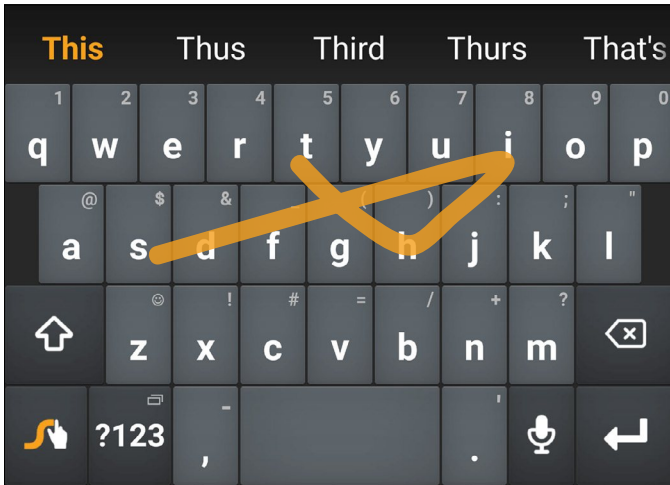 This Thus Third Thurs That's
1 2 3 4 5 6 7 8 9 0
q w e r t y u i o p
@ $ & _ ( ) : ; "
a s d f g h j k l
☺ ! # = / + ?
z x c v b n m
- '
?123 , .